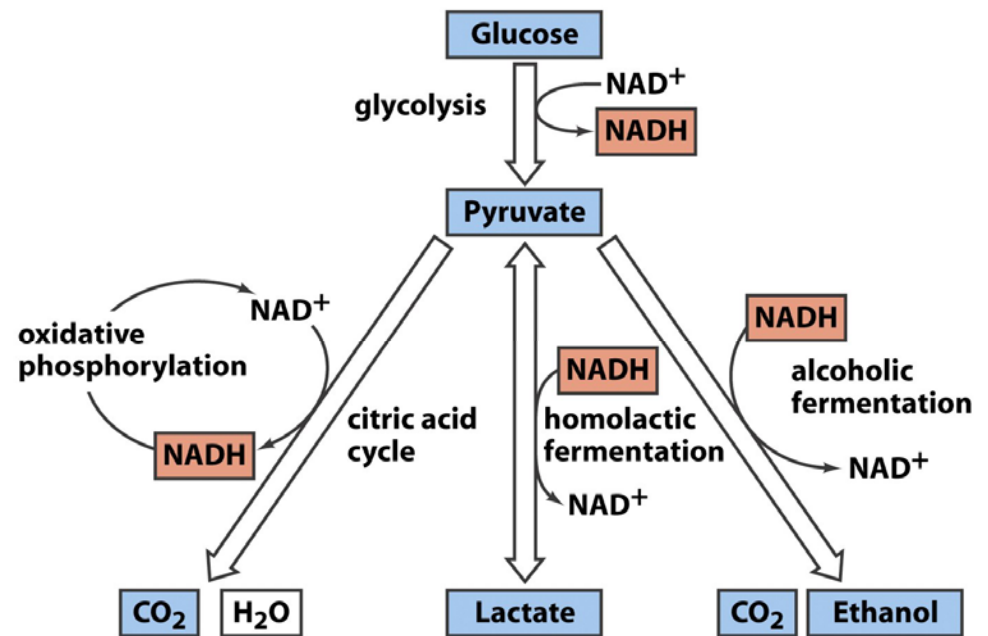 Glucose
NAD+
glycolysis
NADH
Pyruvate
NAD+
oxidative
phosphorylation
NADH
citric acid
cycle
NADH
homolactic
fermentation
NAD+
NADH
alcoholic
fermentation
NAD+
CO2
H2O
Lactate
CO2
Ethanol